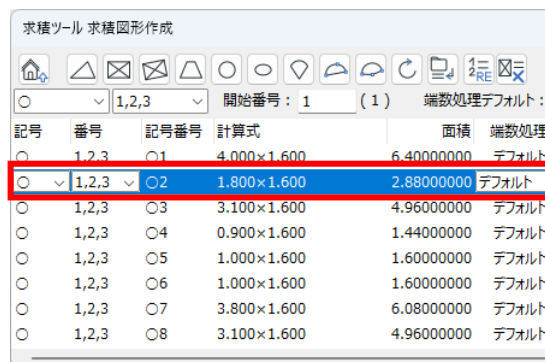 求積ツール 求積図形作成
○ 1,2,3 開始番号： 1 (1) 端数処理デフォルト：
記号 番号 記号番号 計算式 面積 端数処理
○ 1,2,3 ○1 4.000×1.600 6.40000000 デフォルト
○ 1,2,3 ○2 1.800×1.600 2.88000000 デフォルト
○ 1,2,3 ○3 3.100×1.600 4.96000000 デフォルト
○ 1,2,3 ○4 0.900×1.600 1.44000000 デフォルト
○ 1,2,3 ○5 1.000×1.600 1.60000000 デフォルト
○ 1,2,3 ○6 1.000×1.600 1.60000000 デフォルト
○ 1,2,3 ○7 3.800×1.600 6.08000000 デフォルト
○ 1,2,3 ○8 3.100×1.600 4.96000000 デフォルト